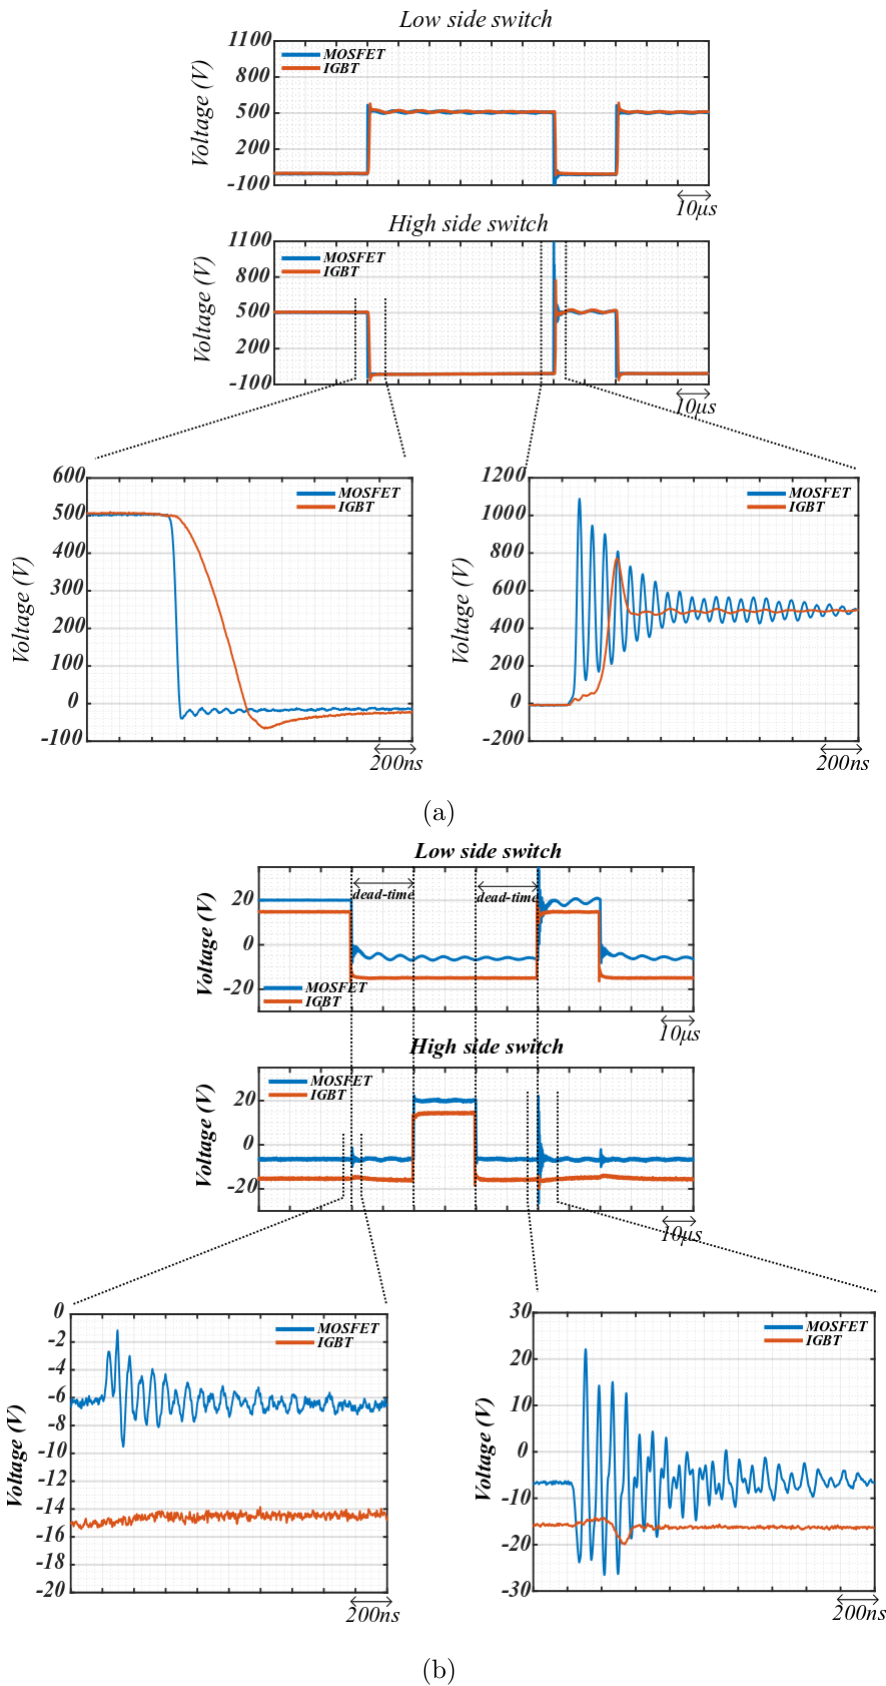 Low side switch
1100
800
500
200
-100
Voltage (V)
MOSFET
IGBT
10μs
High side switch
1100
800
500
200
-100
Voltage (V)
MOSFET
IGBT
10μs
600
500
400
300
200
100
0
-100
Voltage (V)
MOSFET
IGBT
200ns
1200
1000
800
600
400
200
0
-200
Voltage (V)
MOSFET
IGBT
200ns
(a)
Low side switch
20
0
-20
Voltage (V)
dead-time
dead-time
MOSFET
IGBT
10μs
High side switch
20
0
-20
Voltage (V)
MOSFET
IGBT
10μs
0
-2
-4
-6
-8
-10
-12
-14
-16
-18
-20
Voltage (V)
MOSFET
IGBT
200ns
30
20
10
0
-10
-20
-30
Voltage (V)
MOSFET
IGBT
200ns
(b)